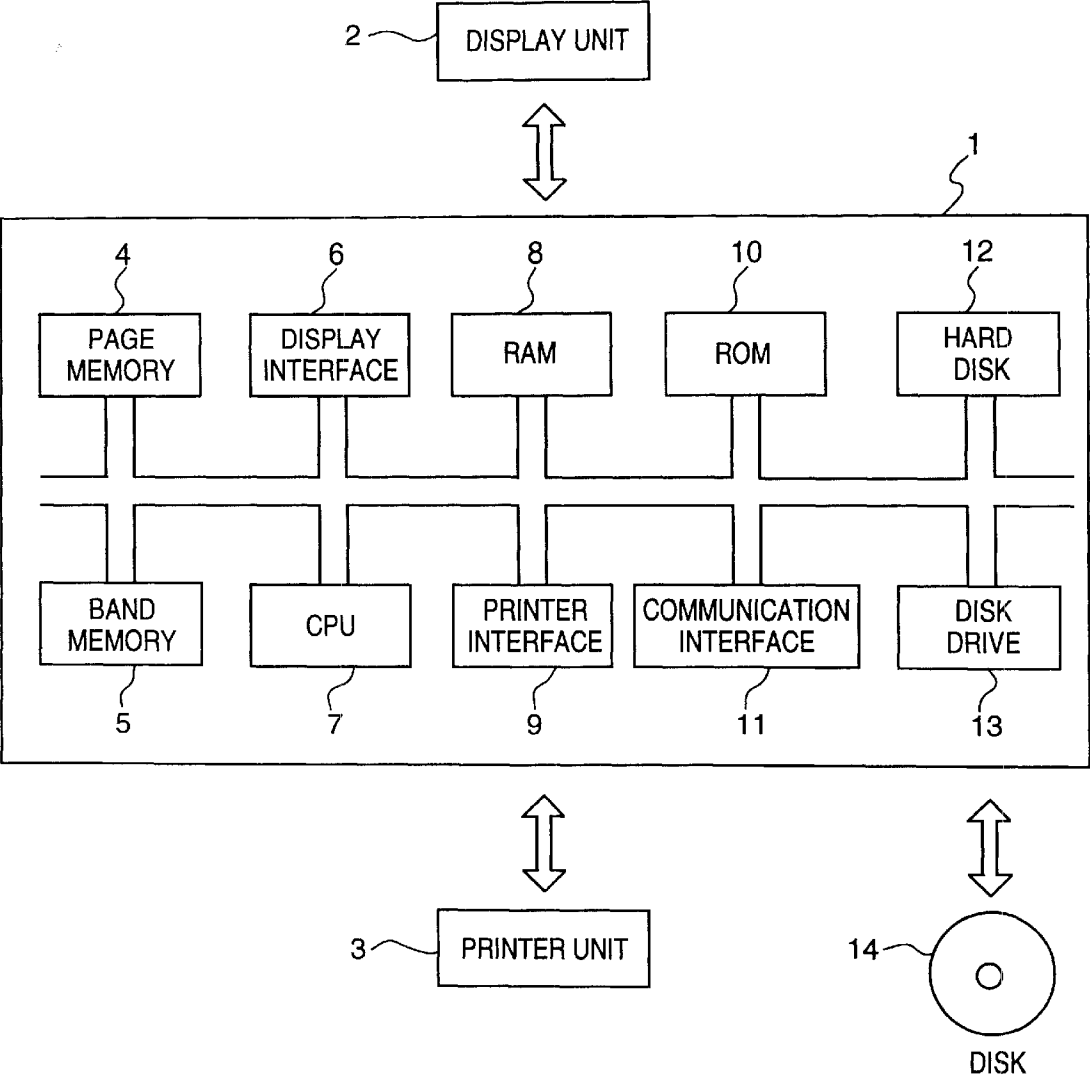 2
DISPLAY UNIT
1
4
6
8
10
12
PAGE
MEMORY
DISPLAY
INTERFACE
RAM
ROM
HARD
DISK
BAND
MEMORY
CPU
PRINTER
INTERFACE
COMMUNICATION
INTERFACE
DISK
DRIVE
5
7
9
11
13
3
PRINTER UNIT
14
DISK